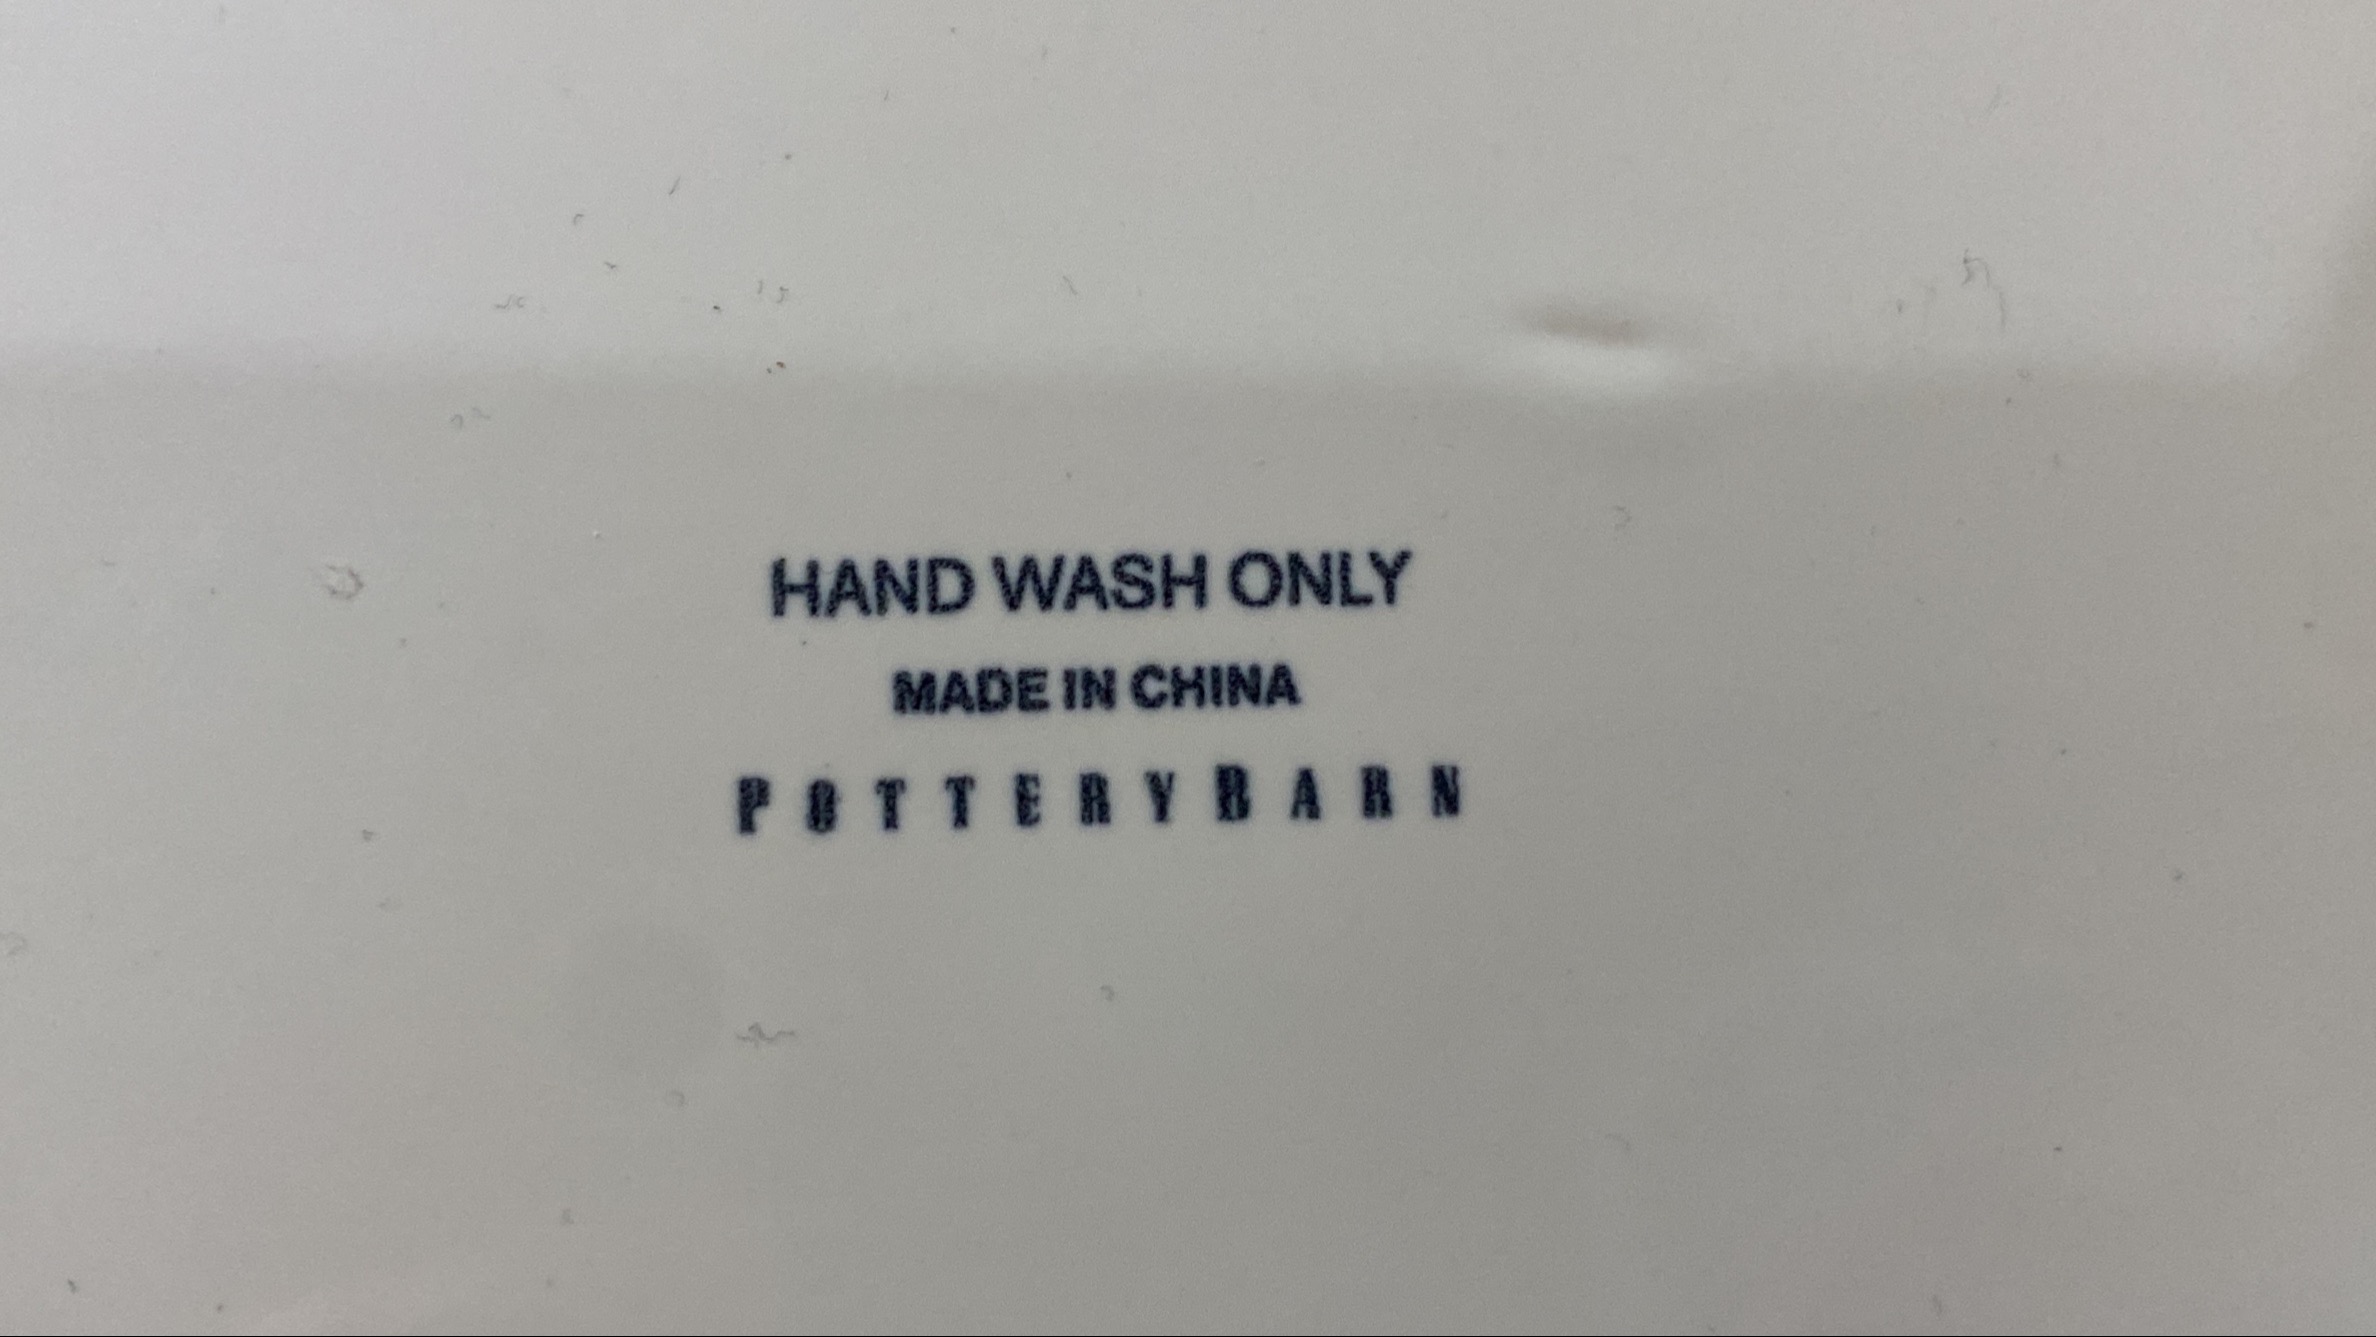 HAND WASH ONLY
MADE IN CHINA
POTTERYBARN